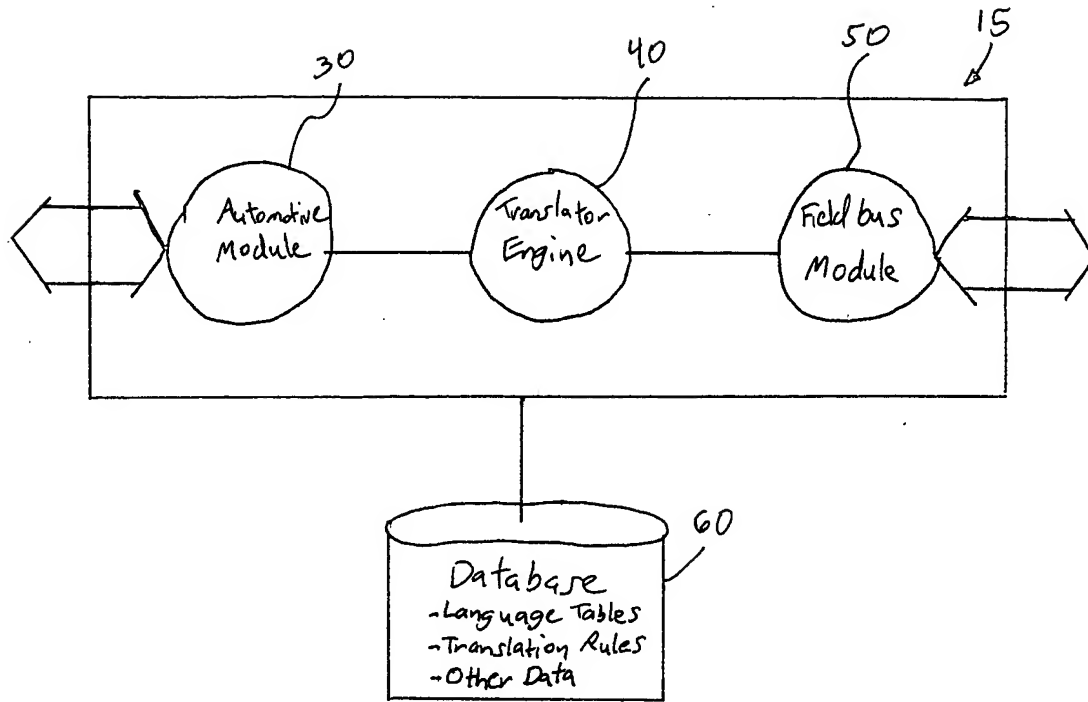 15
50
40
30
Automotive
Module
Translator
Engine
Field bus
Module
60
Database
-Language Tables
-Translation Rules
-Other Data